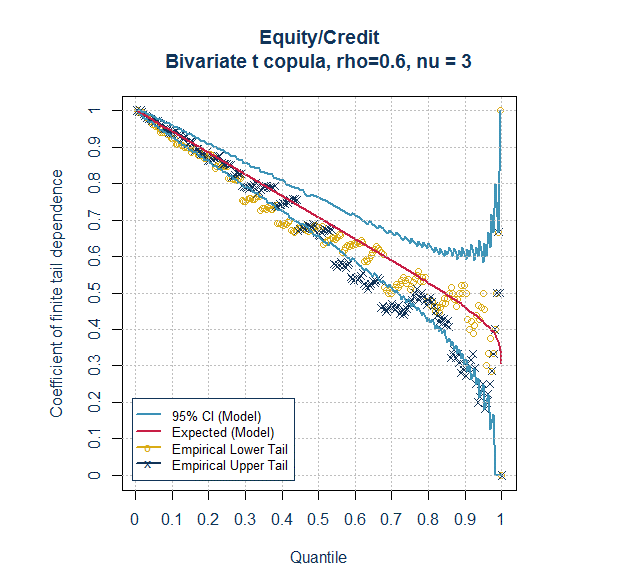 Equity/Credit
Bivariate t copula, rho=0.6, nu = 3
Coefficient of finite tail dependence
1
0.9
0.8
0.7
0.6
0.5
0.4
0.3
0.2
0.1
0
95% CI (Model)
Expected (Model)
Empirical Lower Tail
Empirical Upper Tail
0 0.1 0.2 0.3 0.4 0.5 0.6 0.7 0.8 0.9 1
Quantile